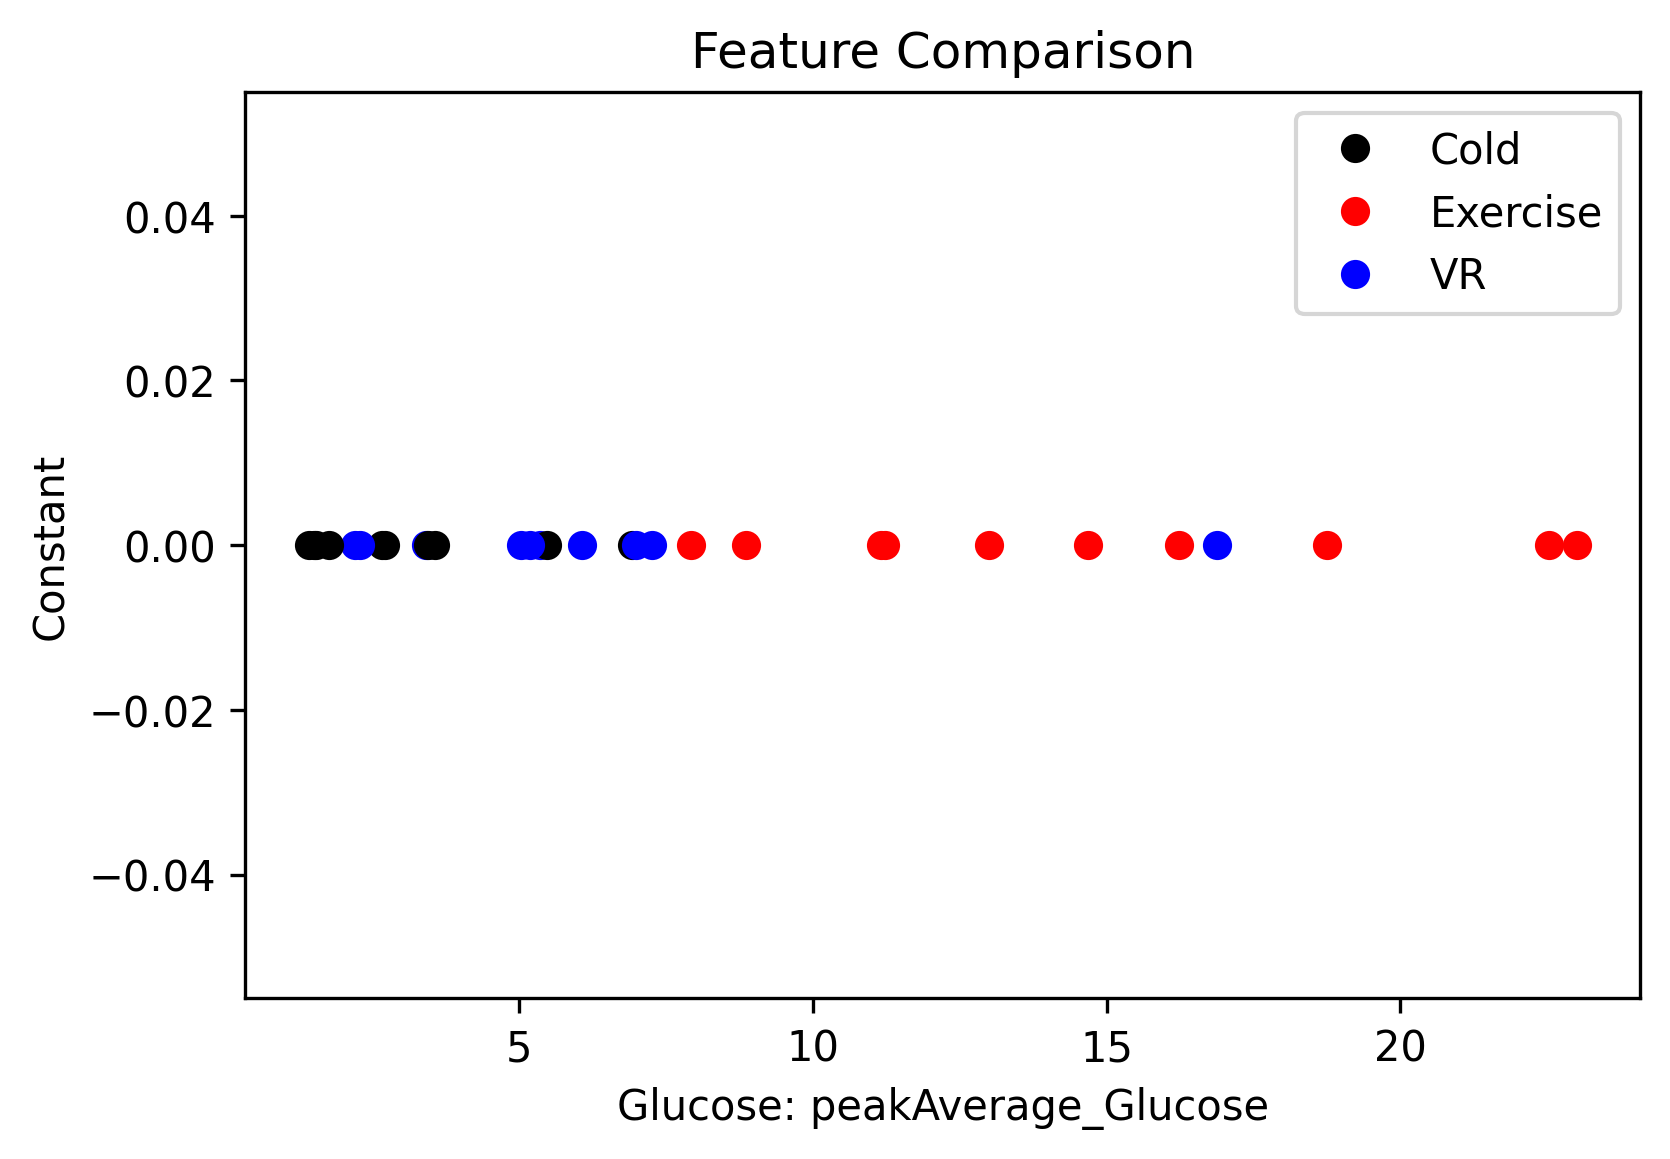 Feature Comparison
Cold
Exercise
VR
0.04
0.02
0.00
−0.02
−0.04
Constant
5 10 15 20
Glucose: peakAverage_Glucose